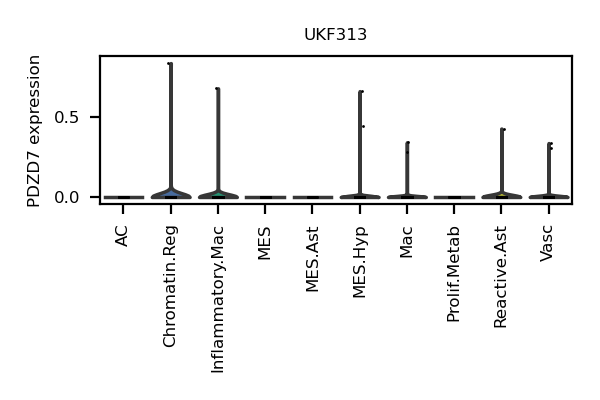 UKF313
PDZD7 expression
0.5
0.0
AC
Chromatin.Reg
Inflammatory.Mac
MES
MES.Ast
MES.Hyp
Mac
Prolif.Metab
Reactive.Ast
Vasc